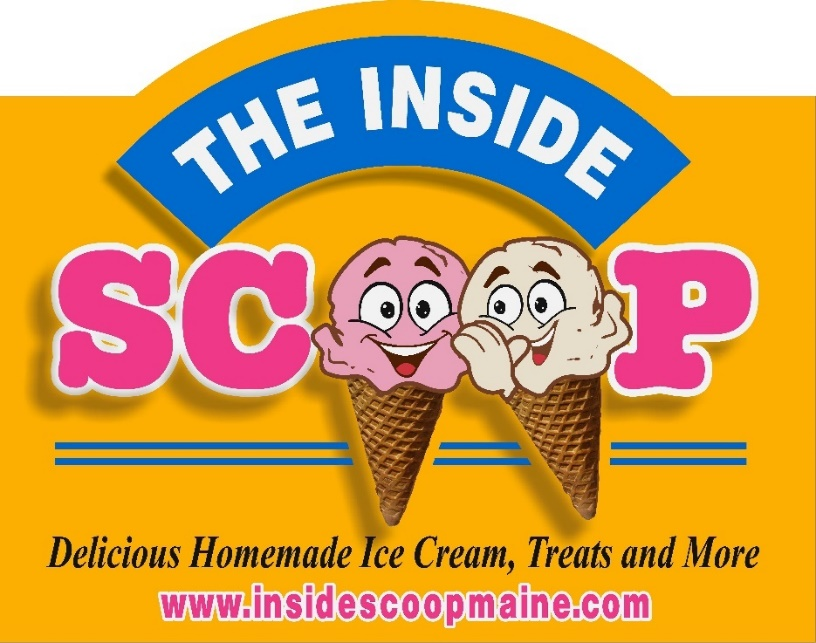 THE INSIDE
SCOOP
Delicious Homemade Ice Cream, Treats and More
www.insidescoopmaine.com